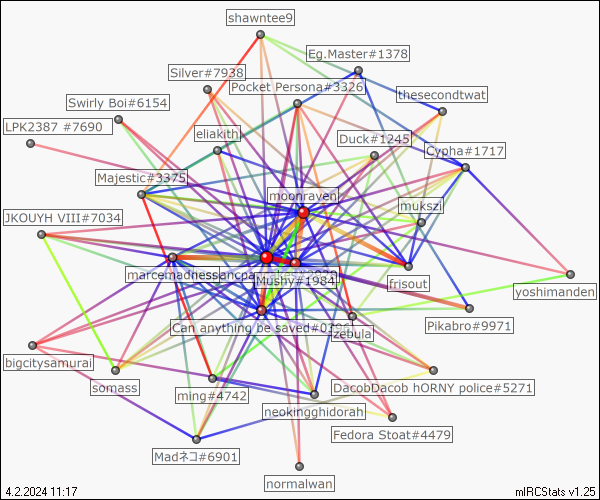 shawntee9
Eg.Master#1378
Silver#7938
Pocket Persona#3326
thesecondtwat
Swirly Boi#6154
LPK2387 #7690
eliakith
Duck#1245
Cypha#1717
Majestic#3375
moonraven
mukszi
JKOUYH VIII#7034
marcemadnessancpa
Mushy#1984
frisout
yoshimanden
Can anything be saved#0296
zebula
Pikabro#9971
bigcitysamurai
somass
ming#4742
DacobDacob hORNY police#5271
neokingghidorah
Fedora Stoat#4479
Madネコ#6901
normalwan
4.2.2024 11:17
mIRCStats v1.25